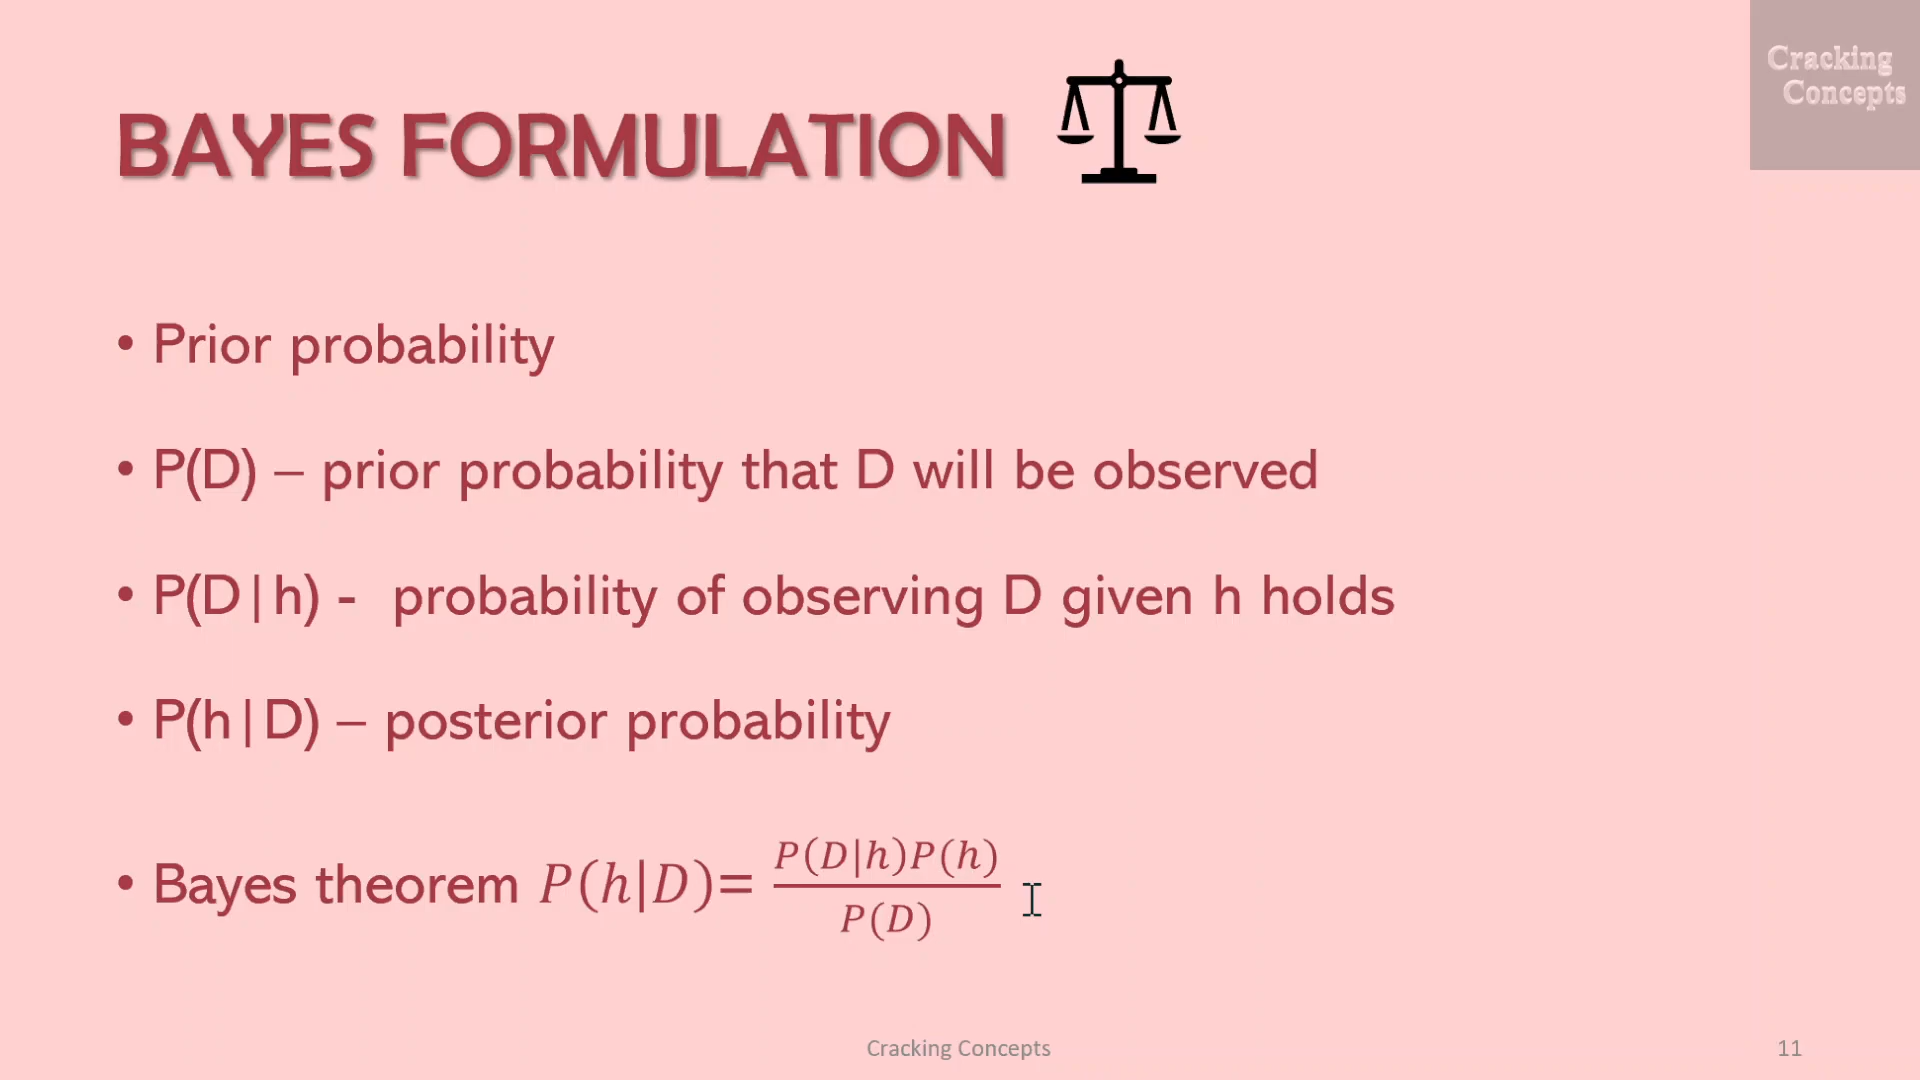 Cracking
Concepts
BAYES FORMULATION
• Prior probability
• P(D) – prior probability that D will be observed
• P(D|h) - probability of observing D given h holds
• P(h|D) – posterior probability
• Bayes theorem P(h|D)= P(D|h)P(h) / P(D)
Cracking Concepts
11